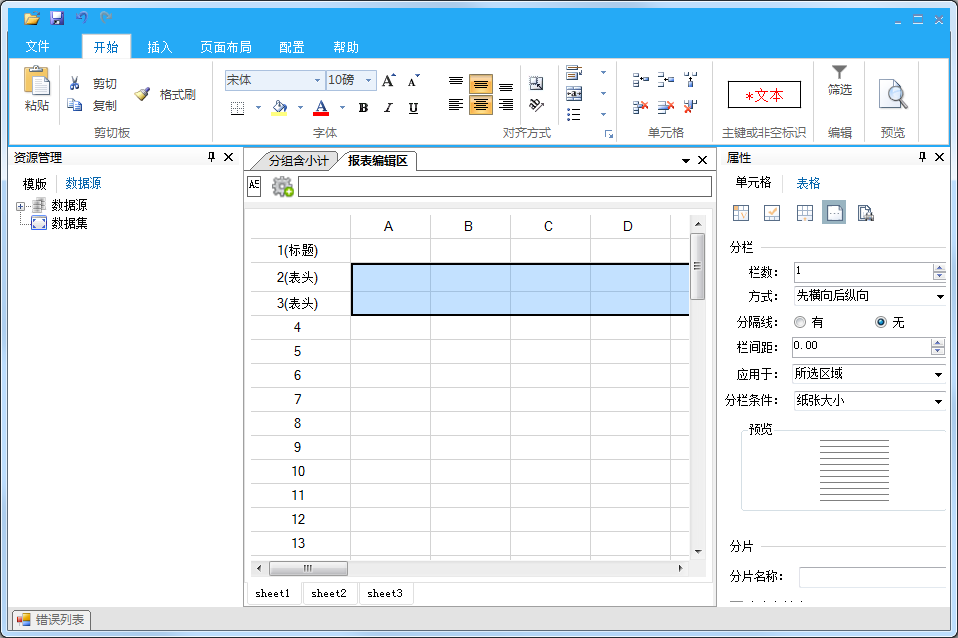 文件 开始 插入 页面布局 配置 帮助
粘贴 剪切 复制 格式刷
宋体 10磅 A A
B I U A
筛选
*文本
剪贴板 字体 对齐方式 单元格 主键或非空标识 编辑 预览
资源管理
模版 数据源
数据源
数据集
分组含小计 报表编辑区
A B C D
1(标题)
2(表头)
3(表头)
4
5
6
7
8
9
10
11
12
13
sheet1 sheet2 sheet3
属性
单元格 表格
分栏
栏数: 1
方式: 先横向后纵向
分隔线: 有 无
栏间距: 0.00
应用于: 所选区域
分栏条件: 纸张大小
预览
分片
分片名称:
错误列表